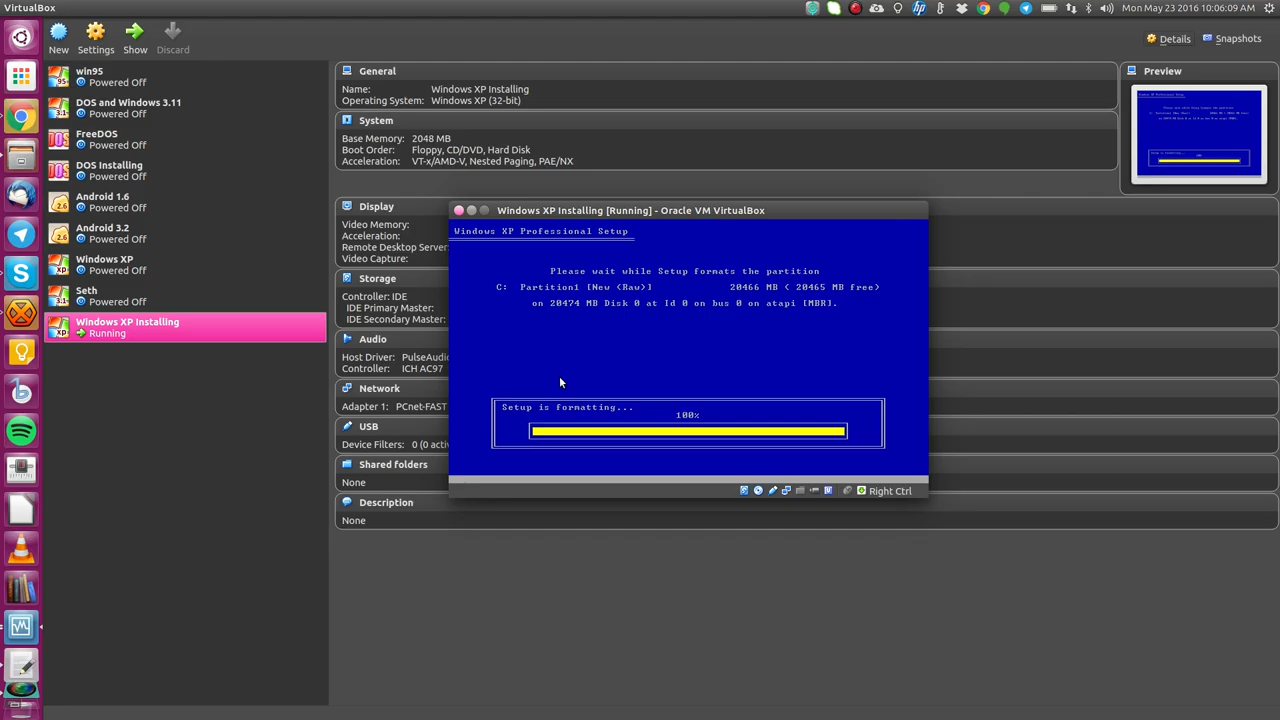 VirtualBox
Mon May 23 2016 10:06:09 AM
New
Settings
Show
Discard
Details
Snapshots
win95
Powered Off
DOS and Windows 3.11
Powered Off
FreeDOS
Powered Off
DOS Installing
Powered Off
Android 1.6
Powered Off
Android 3.2
Powered Off
Windows XP
Powered Off
Seth
Powered Off
Windows XP Installing
Running
General
Name: Windows XP Installing
Operating System: Windows XP (32-bit)
System
Base Memory: 2048 MB
Boot Order: Floppy, CD/DVD, Hard Disk
Acceleration: VT-x/AMD-V, Nested Paging, PAE/NX
Preview
Display
Video Memory:
Acceleration:
Remote Desktop Server:
Video Capture:
Storage
Controller: IDE
IDE Primary Master:
IDE Secondary Master:
Audio
Host Driver: PulseAudio
Controller: ICH AC97
Network
Adapter 1: PCnet-FAST
USB
Device Filters: 0 (0 activ
Shared folders
None
Description
None
Windows XP Installing [Running] - Oracle VM VirtualBox
Windows XP Professional Setup
Please wait while Setup formats the partition
C: Partition1 [New (Raw)] 20466 MB ( 20465 MB free)
on 20474 MB Disk 0 at Id 0 on bus 0 on atapi [MBR].
Setup is formatting...
100%
Right Ctrl